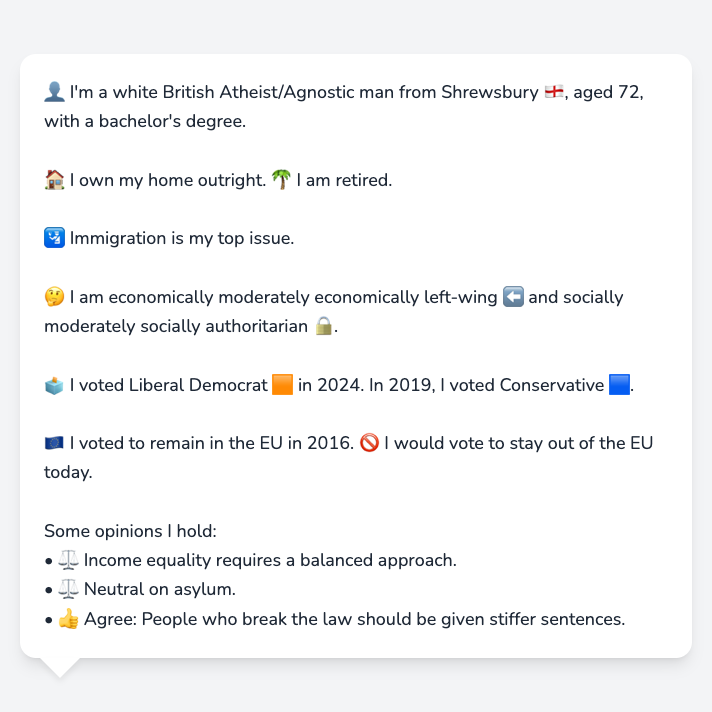 👤 I'm a white British Atheist/Agnostic man from Shrewsbury 🏴󠁧󠁢󠁥󠁮󠁧󠁿, aged 72,
with a bachelor's degree.
🏠 I own my home outright. 🌴 I am retired.
🛂 Immigration is my top issue.
🤔 I am economically moderately economically left-wing ⬅️ and socially
moderately socially authoritarian 🔒.
🗳️ I voted Liberal Democrat 🟧 in 2024. In 2019, I voted Conservative 🟦.
🇪🇺 I voted to remain in the EU in 2016. 🚫 I would vote to stay out of the EU
today.
Some opinions I hold:
• ⚖️ Income equality requires a balanced approach.
• ⚖️ Neutral on asylum.
• 👍 Agree: People who break the law should be given stiffer sentences.